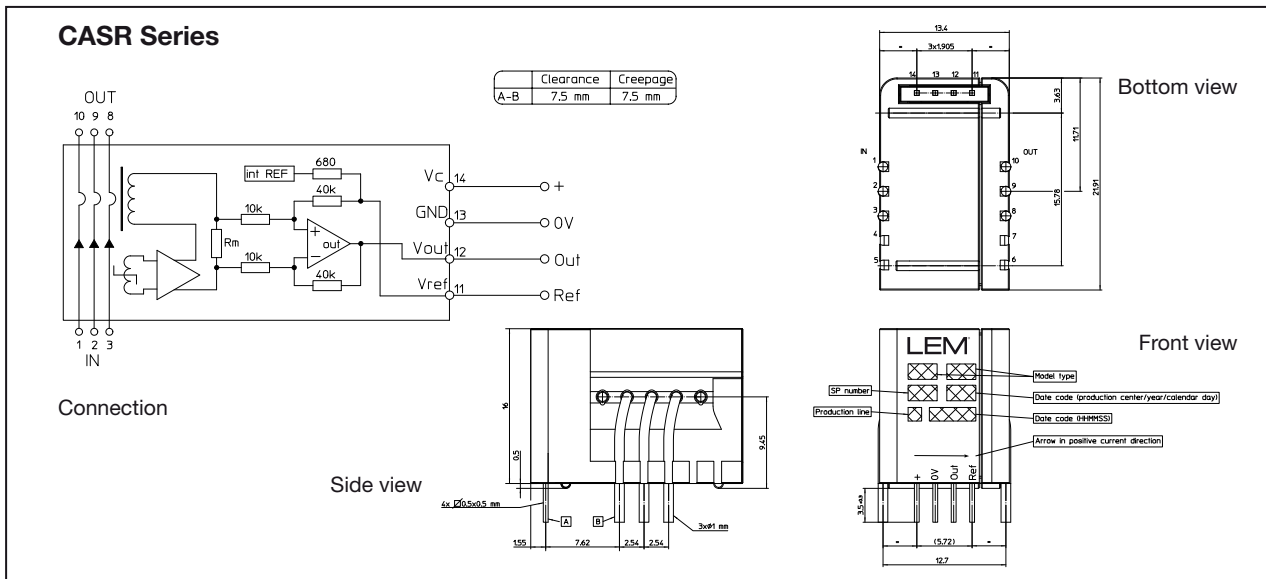 CASR Series
Clearance Creepage
A-B 7.5 mm 7.5 mm
OUT
10 9 8
int REF
680
40k
10k
Rm
10k
40k
+
out
−
Vc
14
+
GND
13
0V
Vout
12
Out
Vref
11
Ref
1 2 3
IN
Connection
13.4
- 3x1.905 -
14 13 12 11
Bottom view
3.63
11.71
15.78
21.91
IN
OUT
1
2
3
4
5
10
9
8
7
6
16
0.5
9.45
Side view
4x 0.5x0.5 mm
A
B
3xø1 mm
1.55
7.62
2.54
2.54
Front view
LEM
Model type
SP number
Date code (production center/year/calendar day)
Production line
Date code (HHMMSS)
Arrow in positive current direction
+ 0V Out Ref
- (5.72) -
12.7